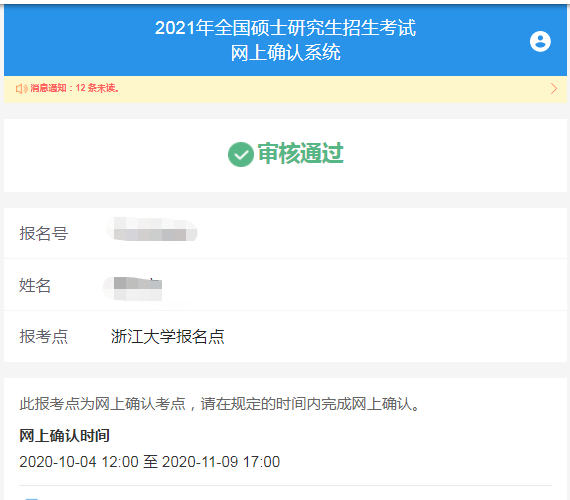 2021年全国硕士研究生招生考试
网上确认系统
消息通知：12 条未读。
审核通过
报名号
姓名
报考点 浙江大学报名点
此报考点为网上确认考点，请在规定的时间内完成网上确认。
网上确认时间
2020-10-04 12:00 至 2020-11-09 17:00